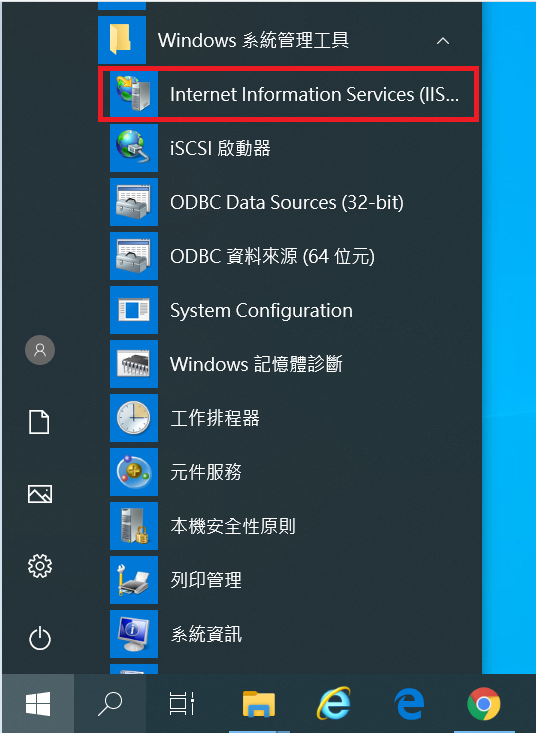 Windows 系統管理工具
Internet Information Services (IIS...
iSCSI 啟動器
ODBC Data Sources (32-bit)
ODBC 資料來源 (64 位元)
System Configuration
Windows 記憶體診斷
工作排程器
元件服務
本機安全性原則
列印管理
系統資訊